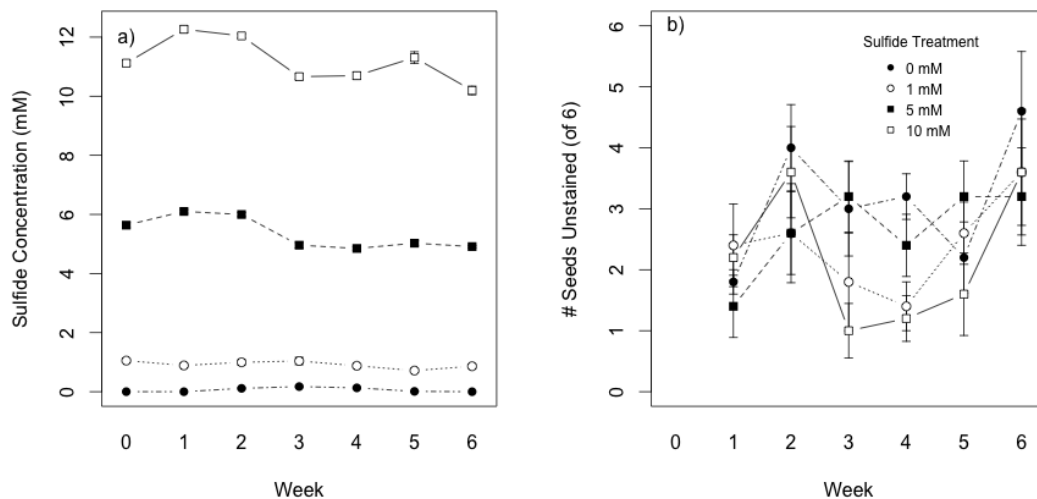 a)
Sulfide Concentration (mM)
12
10
8
6
4
2
0
0 1 2 3 4 5 6
Week
b)
Sulfide Treatment
0 mM
1 mM
5 mM
10 mM
# Seeds Unstained (of 6)
6
5
4
3
2
1
0
0 1 2 3 4 5 6
Week